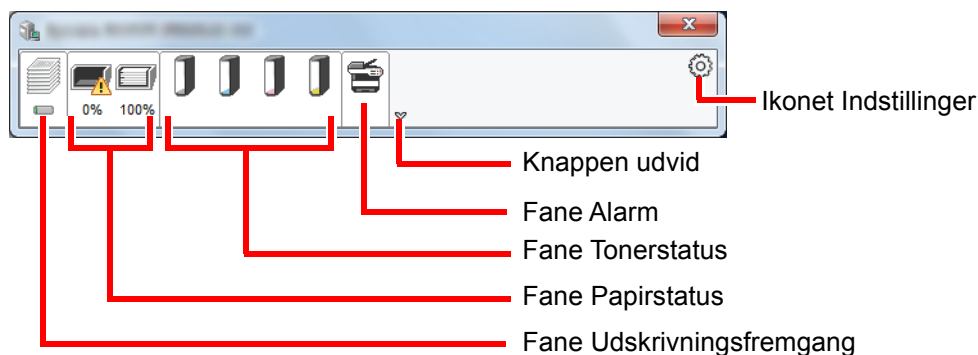 0%
100%
Ikonet Indstillinger
Knappen udvid
Fane Alarm
Fane Tonerstatus
Fane Papirstatus
Fane Udskrivningsfremgang